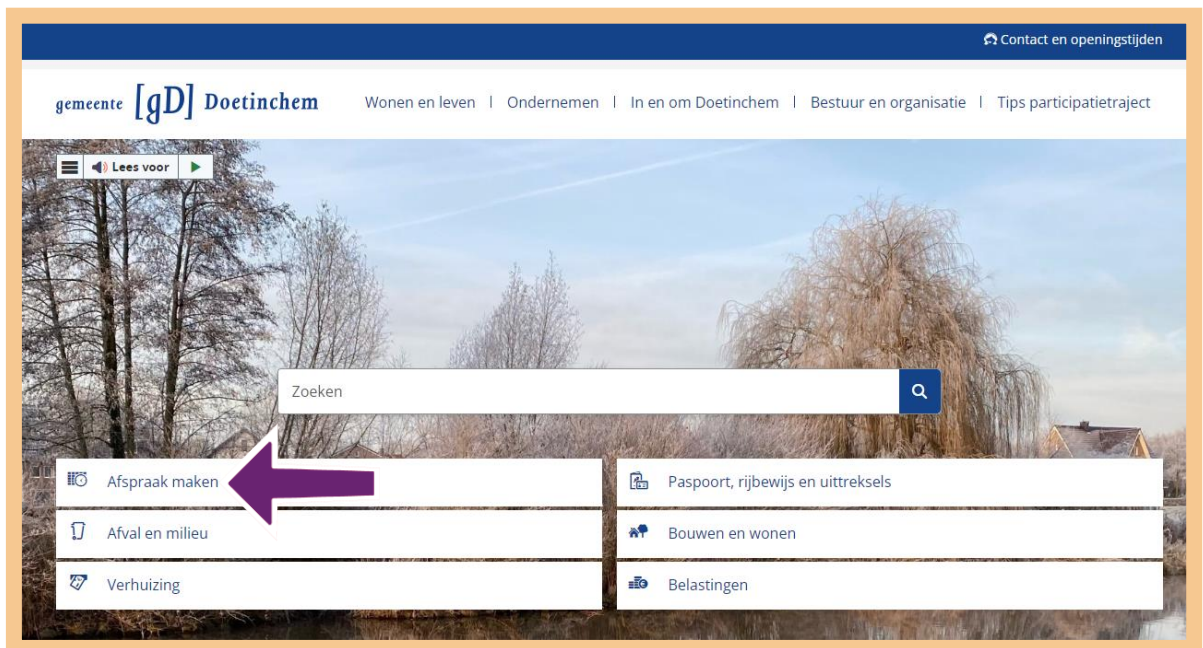 Contact en openingstijden
gemeente [gD] Doetinchem
Wonen en leven | Ondernemen | In en om Doetinchem | Bestuur en organisatie | Tips participatietraject
Lees voor
Zoeken
Afspraak maken
Paspoort, rijbewijs en uittreksels
Afval en milieu
Bouwen en wonen
Verhuizing
Belastingen